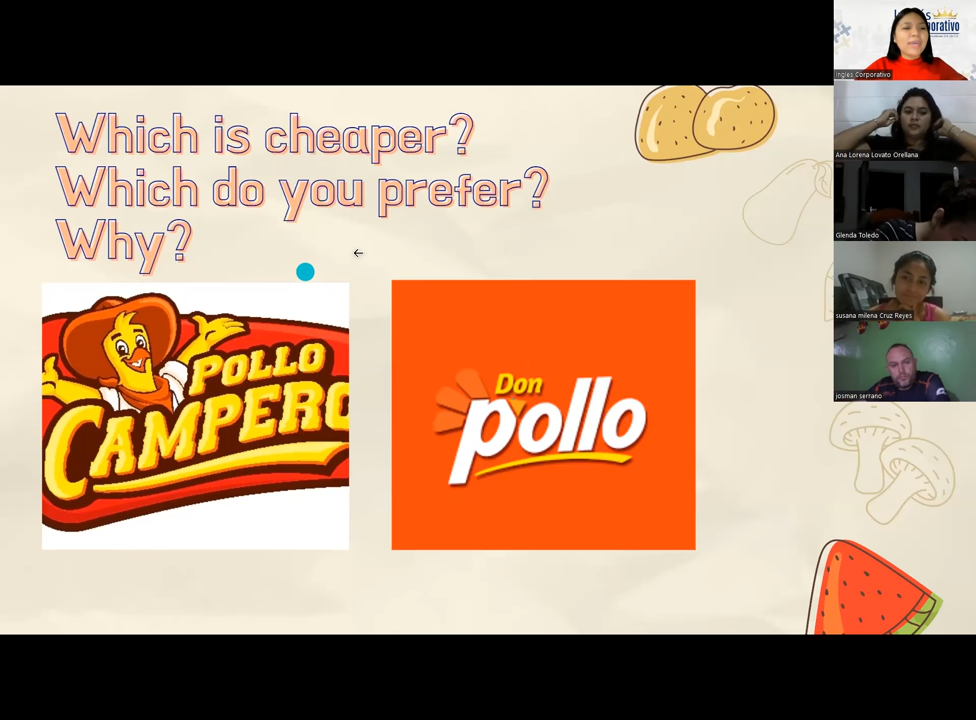 Which is cheaper?
Which do you prefer?
Why?
POLLO
CAMPERO
Don
pollo
Ingles Corporativo
Ana Lorena Lovato Orellana
Glenda Toledo
susana milena Cruz Reyes
josman serrano